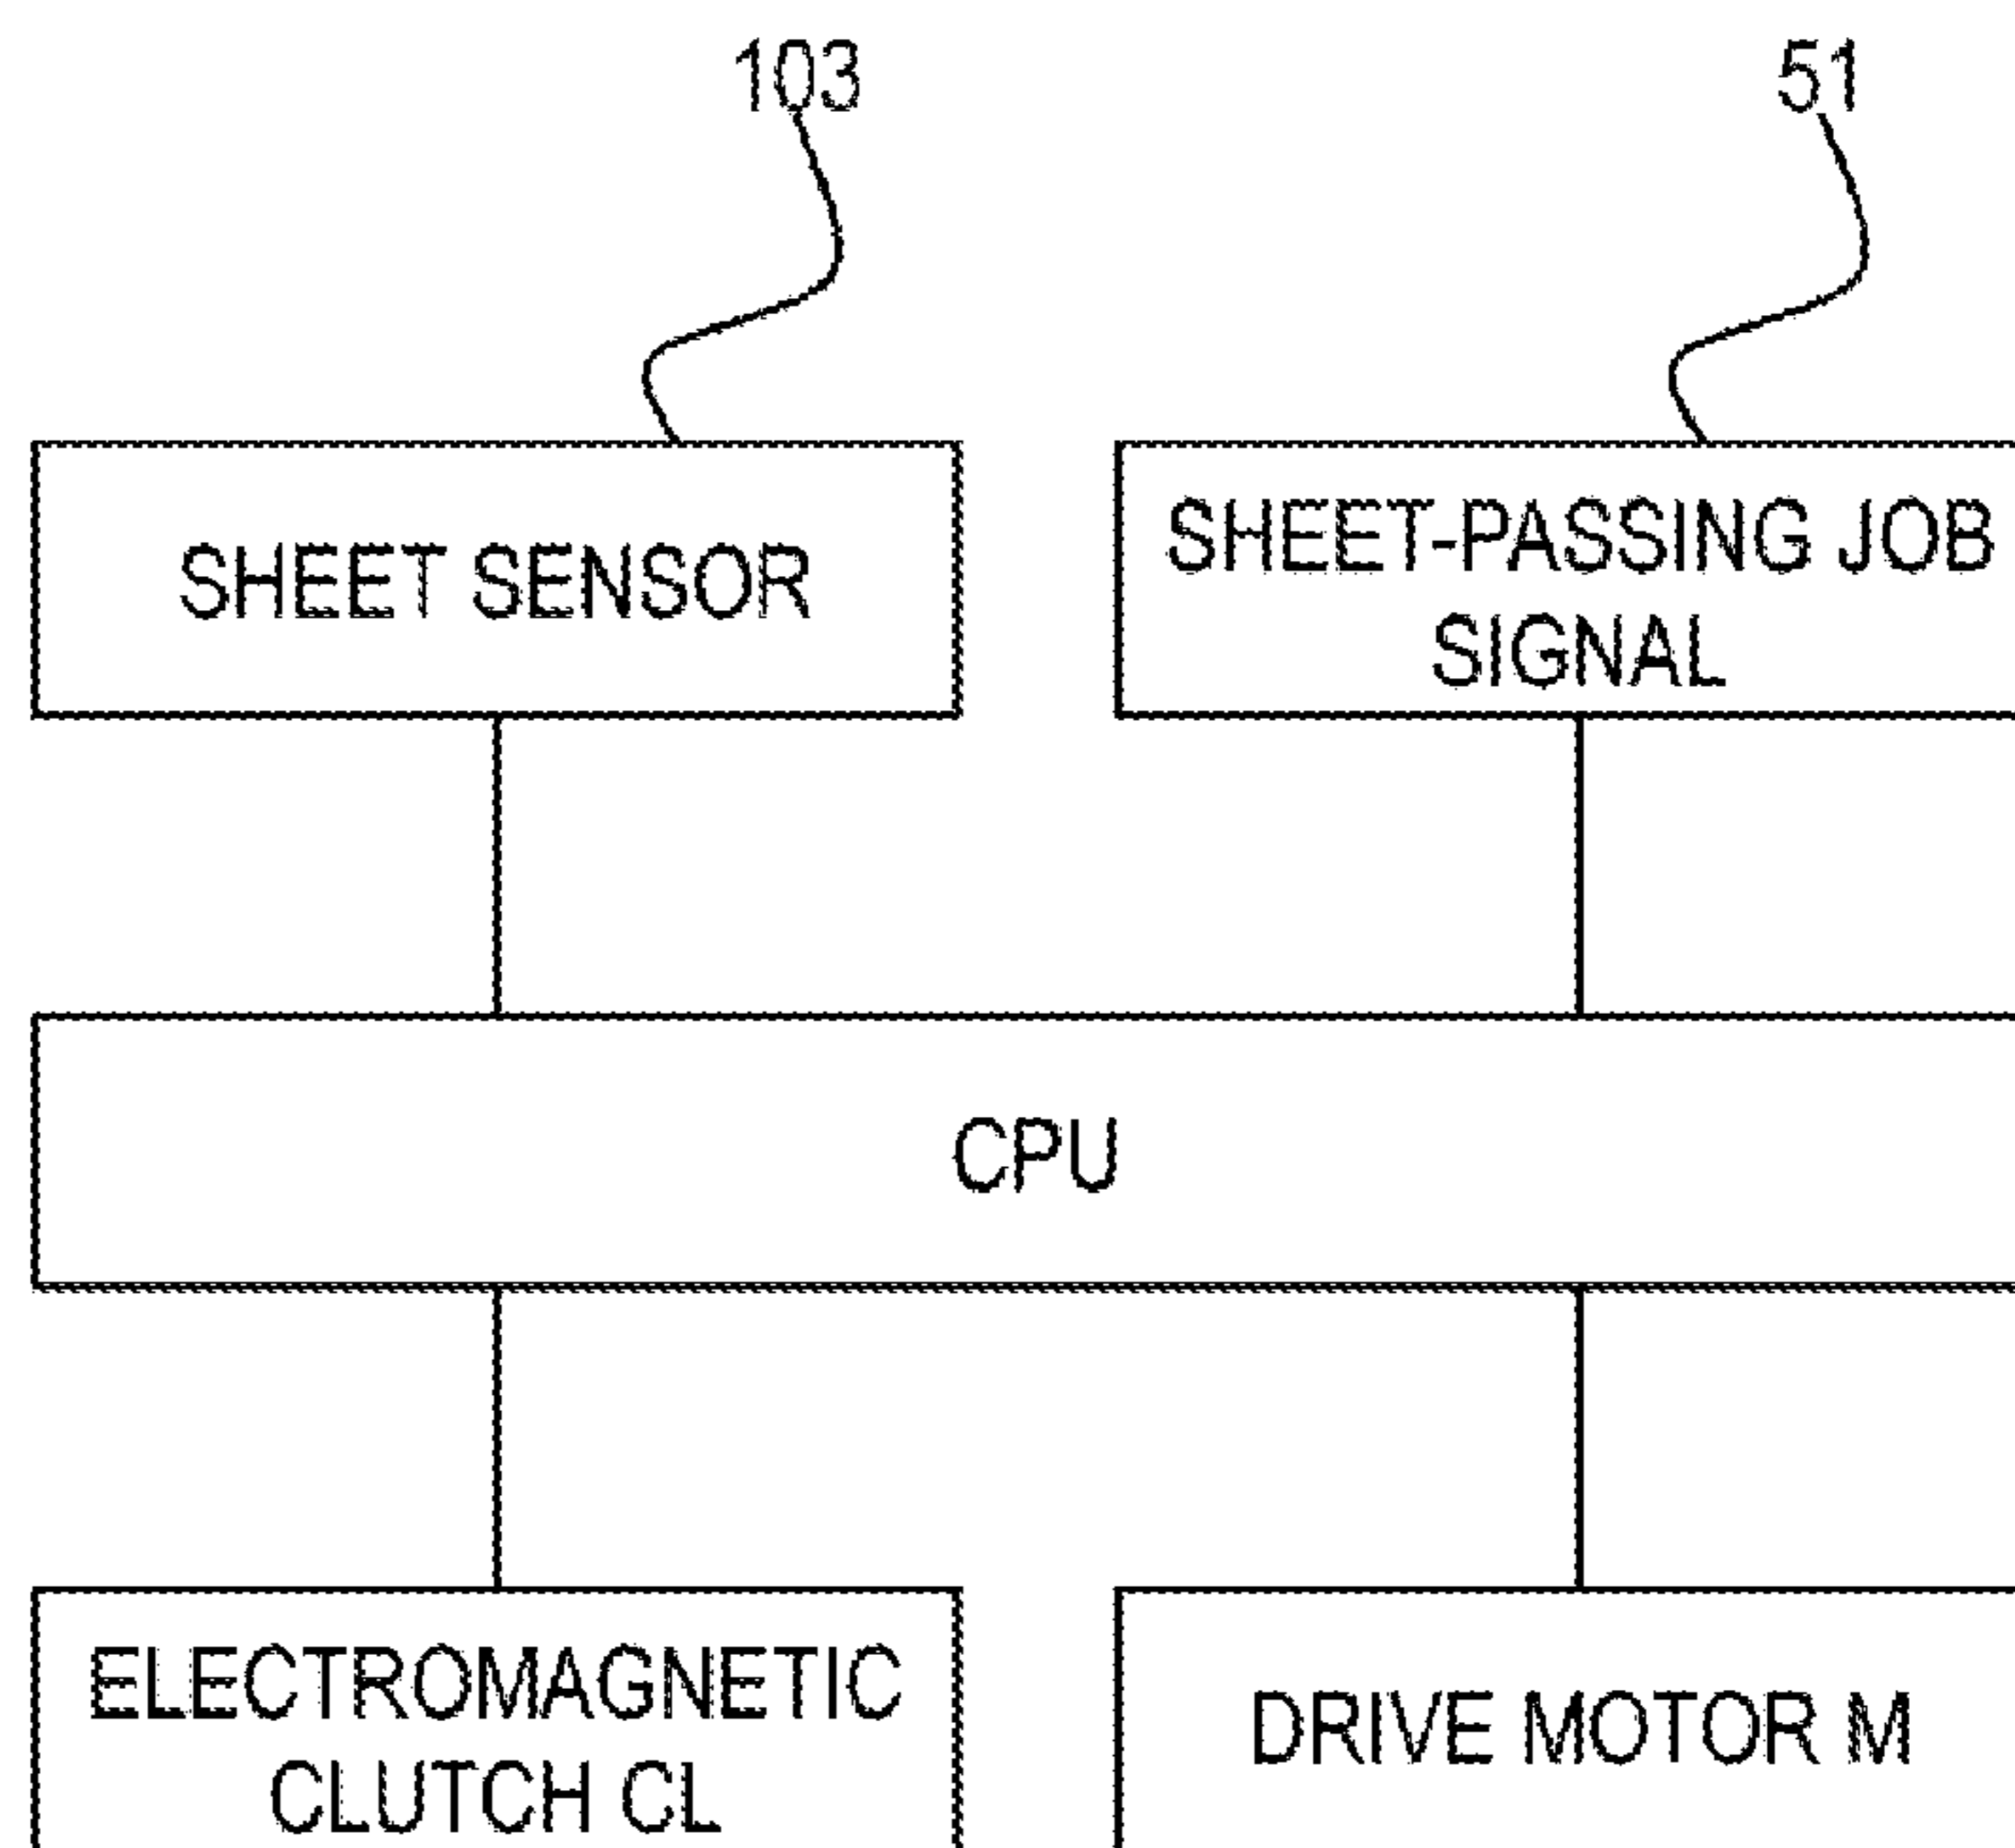 103
51
SHEET SENSOR
SHEET-PASSING JOB
SIGNAL
CPU
ELECTROMAGNETIC
CLUTCH CL
DRIVE MOTOR M